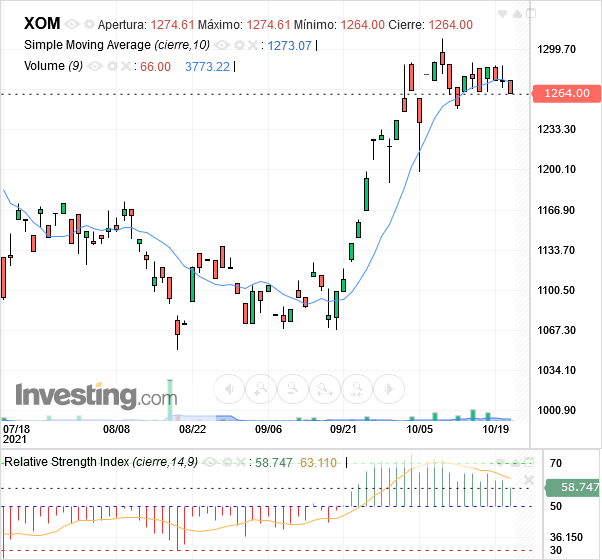 XOM Apertura: 1274.61 Máximo: 1274.61 Mínimo: 1264.00 Cierre: 1264.00
Simple Moving Average (cierre,10) : 1273.07
Volume (9) : 66.00 3773.22
1299.70
1264.00
1233.30
1200.10
1166.90
1133.70
1100.50
1067.30
1034.10
1000.90
Investing.com
07/18 08/08 08/22 09/06 09/21 10/05 10/19
2021
Relative Strength Index (cierre,14,9) : 58.747 63.110
70
58.747
50
36.150
30